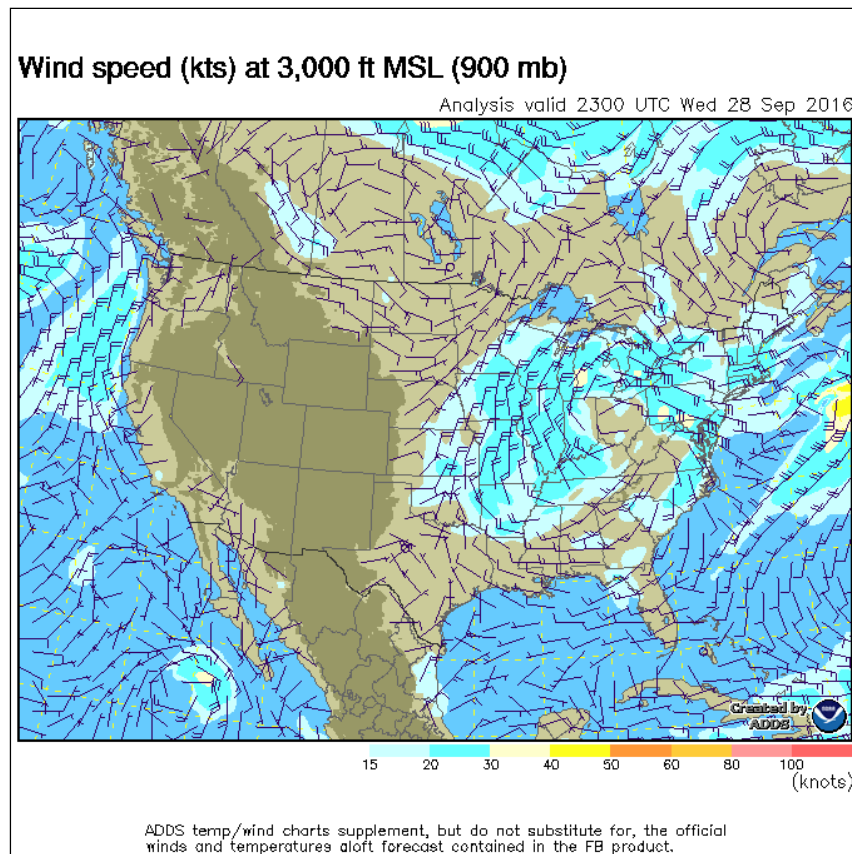 Wind speed (kts) at 3,000 ft MSL (900 mb)
Analysis valid 2300 UTC Wed 28 Sep 2016
Created by
ADDS
15 20 30 40 50 60 80 100
(knots)
ADDS temp/wind charts supplement, but do not substitute for, the official
winds and temperatures aloft forecast contained in the FB product.